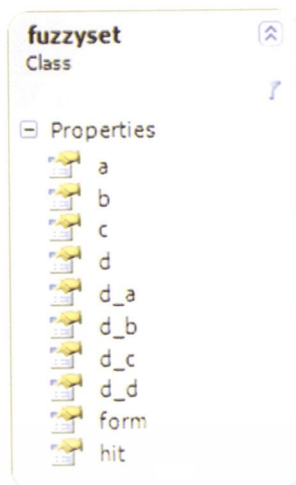 fuzzyset
Class
Properties
a
b
c
d
d_a
d_b
d_c
d_d
form
hit